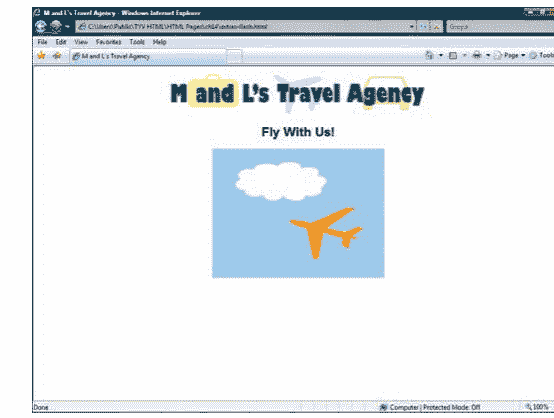 M and L's Travel Agency - Windows Internet Explorer
File Edit View Favorites Tools Help
M and L's Travel Agency
Page Tools
M and L's Travel Agency
Fly With Us!
Done
Computer | Protected Mode: Off
100%